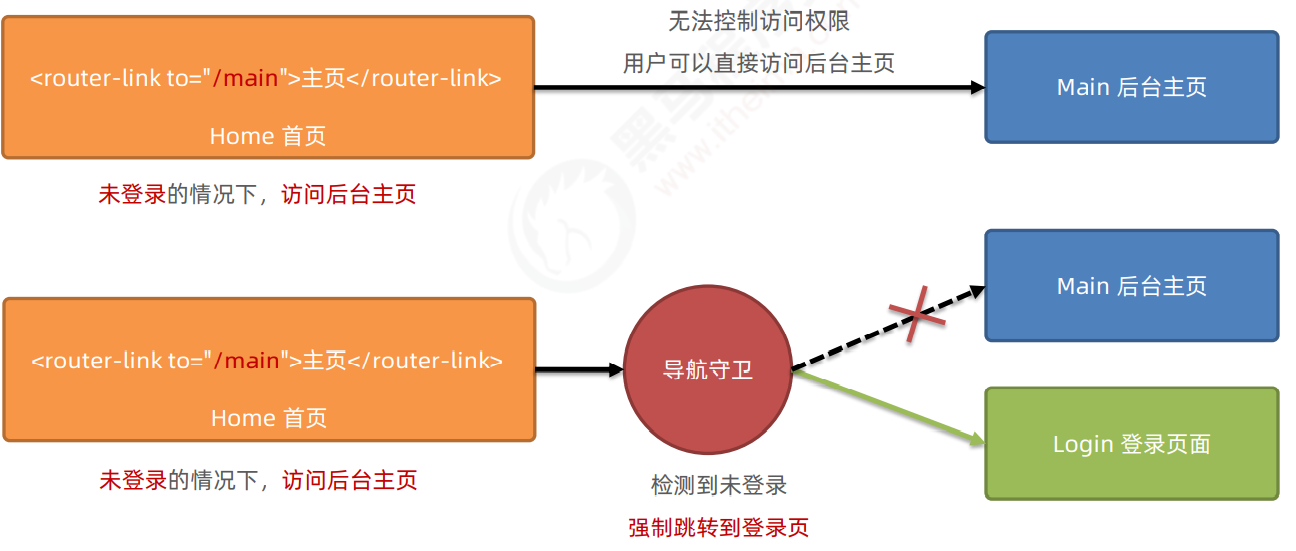 无法控制访问权限
用户可以直接访问后台主页
<router-link to="/main">主页</router-link>
Home 首页
Main 后台主页
未登录的情况下，访问后台主页
Main 后台主页
<router-link to="/main">主页</router-link>
Home 首页
导航守卫
Login 登录页面
未登录的情况下，访问后台主页
检测到未登录
强制跳转到登录页